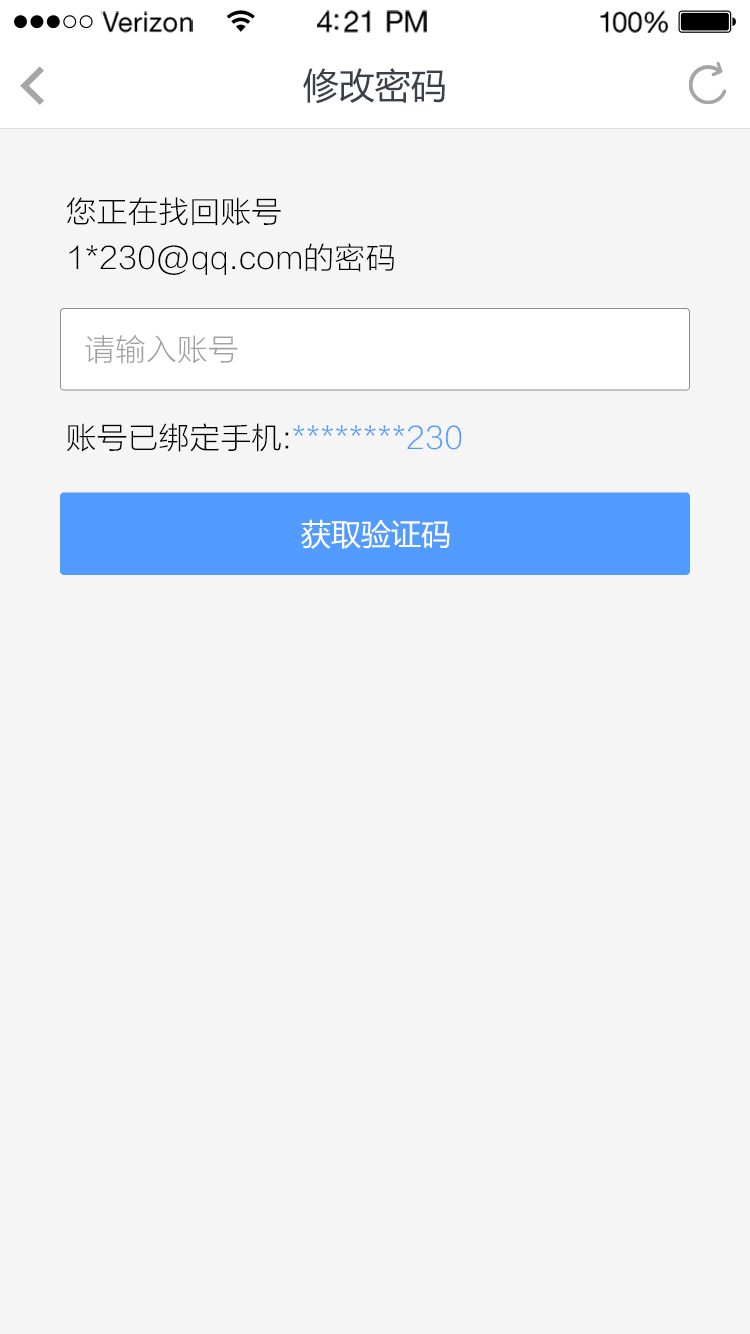 Verizon 4:21 PM 100%
修改密码
您正在找回账号
1*230@qq.com的密码
请输入账号
账号已绑定手机:********230
获取验证码